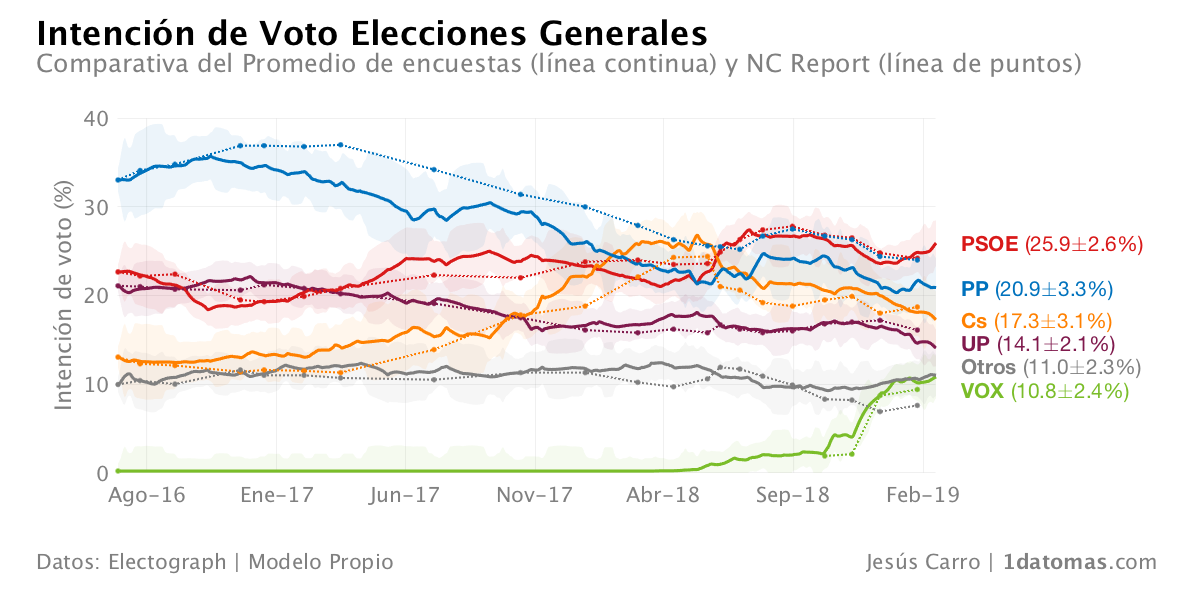 Intención de Voto Elecciones Generales
Comparativa del Promedio de encuestas (línea continua) y NC Report (línea de puntos)
Intención de voto (%)
40
30
20
10
0
Ago-16 Ene-17 Jun-17 Nov-17 Abr-18 Sep-18 Feb-19
PSOE (25.9±2.6%)
PP (20.9±3.3%)
Cs (17.3±3.1%)
UP (14.1±2.1%)
Otros (11.0±2.3%)
VOX (10.8±2.4%)
Datos: Electograph | Modelo Propio
Jesús Carro | 1datomas.com